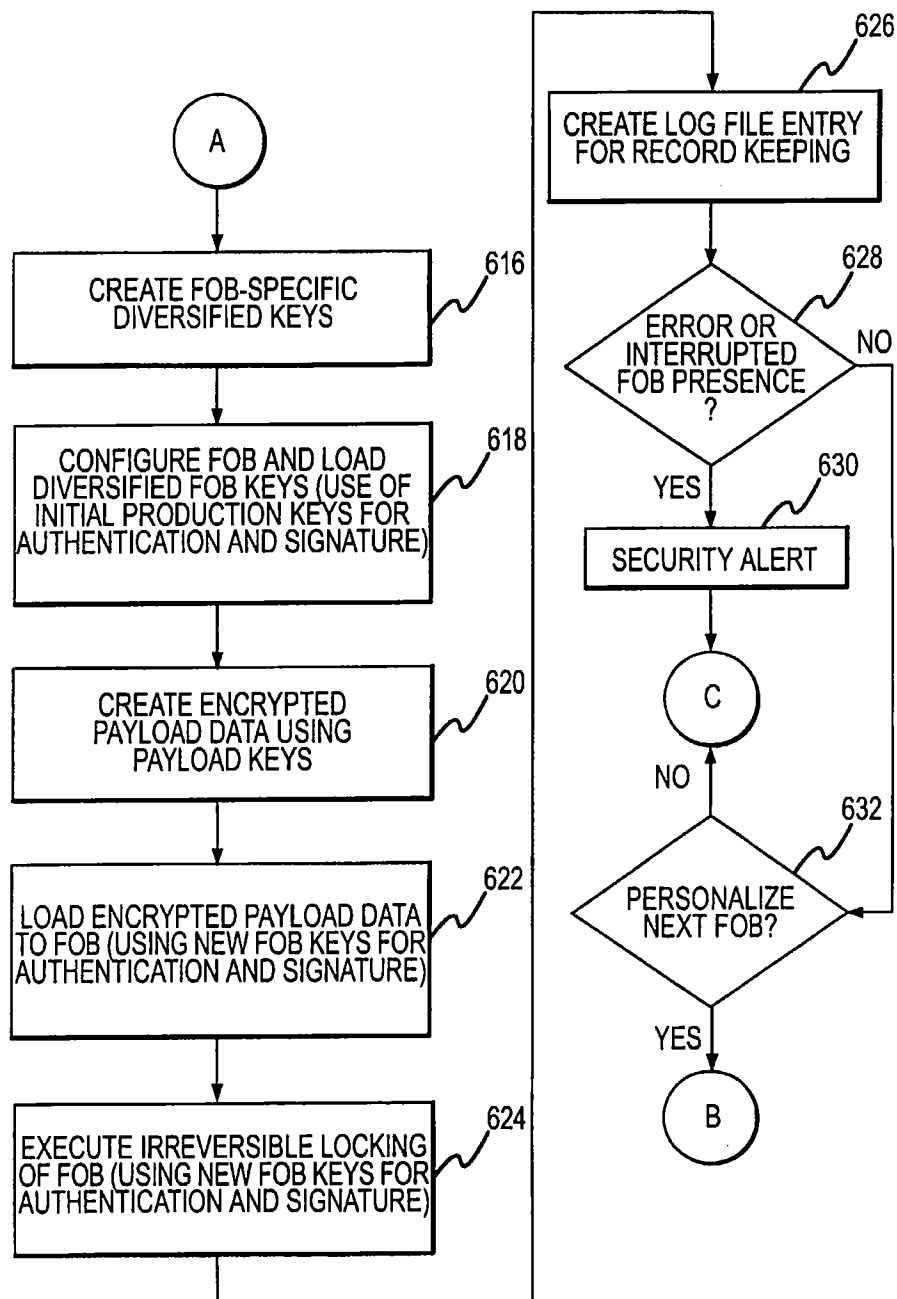 A
CREATE FOB-SPECIFIC
DIVERSIFIED KEYS
616
CONFIGURE FOB AND LOAD
DIVERSIFIED FOB KEYS (USE OF
INITIAL PRODUCTION KEYS FOR
AUTHENTICATION AND SIGNATURE)
618
CREATE ENCRYPTED
PAYLOAD DATA USING
PAYLOAD KEYS
620
LOAD ENCRYPTED PAYLOAD DATA
TO FOB (USING NEW FOB KEYS FOR
AUTHENTICATION AND SIGNATURE)
622
EXECUTE IRREVERSIBLE LOCKING
OF FOB (USING NEW FOB KEYS FOR
AUTHENTICATION AND SIGNATURE)
624
626
CREATE LOG FILE ENTRY
FOR RECORD KEEPING
628
ERROR OR
INTERRUPTED
FOB PRESENCE
?
NO
YES
630
SECURITY ALERT
C
NO
632
PERSONALIZE
NEXT FOB?
YES
B